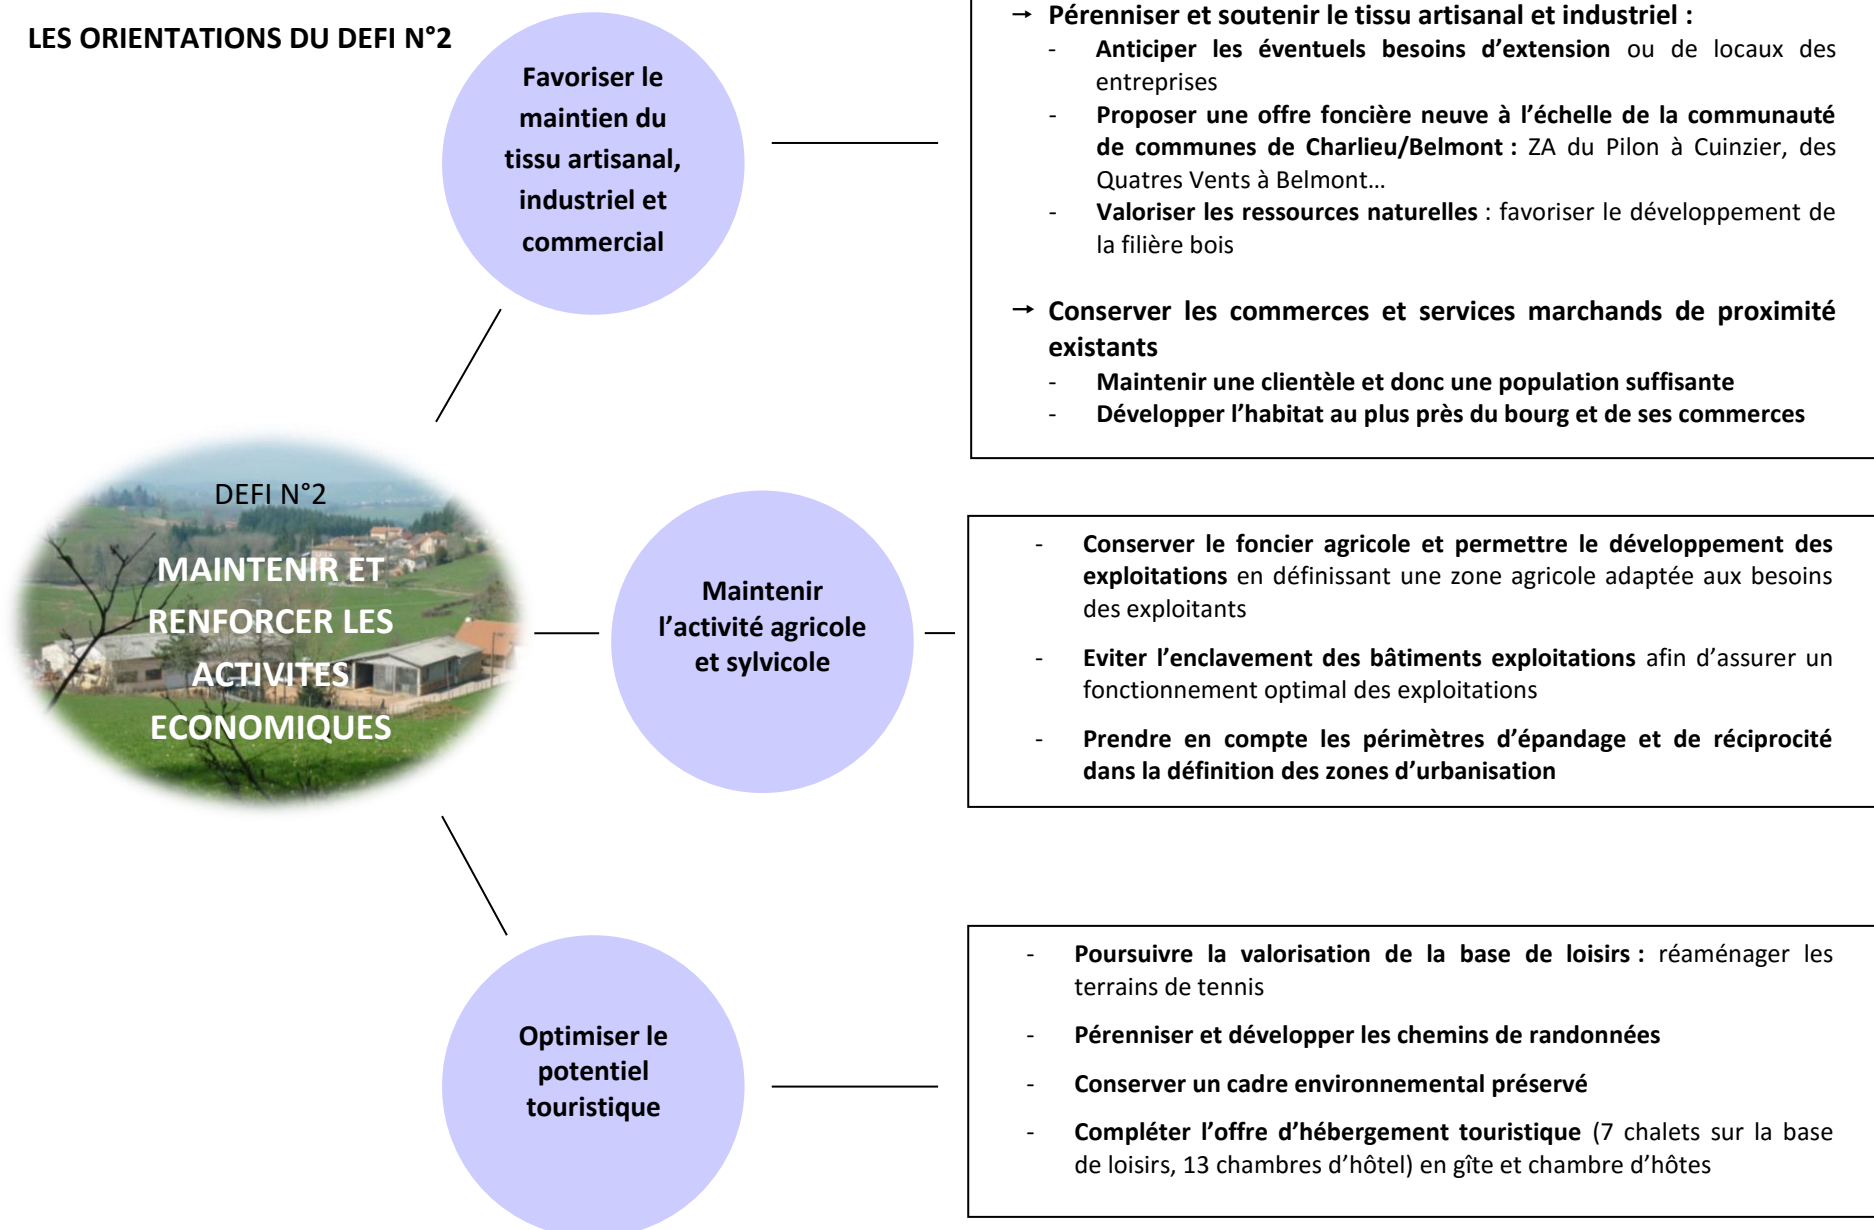 LES ORIENTATIONS DU DEFI N°2
Favoriser le
maintien du
tissu artisanal,
industriel et
commercial
→ Pérenniser et soutenir le tissu artisanal et industriel :
- Anticiper les éventuels besoins d’extension ou de locaux des
entreprises
- Proposer une offre foncière neuve à l’échelle de la communauté
de communes de Charlieu/Belmont : ZA du Pilon à Cuinzier, des
Quatres Vents à Belmont…
- Valoriser les ressources naturelles : favoriser le développement de
la filière bois
→ Conserver les commerces et services marchands de proximité
existants
- Maintenir une clientèle et donc une population suffisante
- Développer l’habitat au plus près du bourg et de ses commerces
DEFI N°2
MAINTENIR ET
RENFORCER LES
ACTIVITES
ECONOMIQUES
Maintenir
l’activité agricole
et sylvicole
- Conserver le foncier agricole et permettre le développement des
exploitations en définissant une zone agricole adaptée aux besoins
des exploitants
- Eviter l’enclavement des bâtiments exploitations afin d’assurer un
fonctionnement optimal des exploitations
- Prendre en compte les périmètres d’épandage et de réciprocité
dans la définition des zones d’urbanisation
Optimiser le
potentiel
touristique
- Poursuivre la valorisation de la base de loisirs : réaménager les
terrains de tennis
- Pérenniser et développer les chemins de randonnées
- Conserver un cadre environnemental préservé
- Compléter l’offre d’hébergement touristique (7 chalets sur la base
de loisirs, 13 chambres d’hôtel) en gîte et chambre d’hôtes